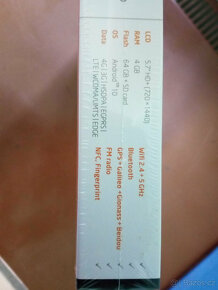 LCD 5.7" HD+ (720×1440)
RAM 4 GB
Flash 64 GB + SD card
OS Android™ 10
Data 4G|3G|HSDPA|EGPRS|
LTE|WCDMA|UMTS|EDGE
Wifi 2.4 + 5 GHz
Bluetooth
GPS + Galileo + Glonass + Beidou
FM radio
NFC, Fingerprint